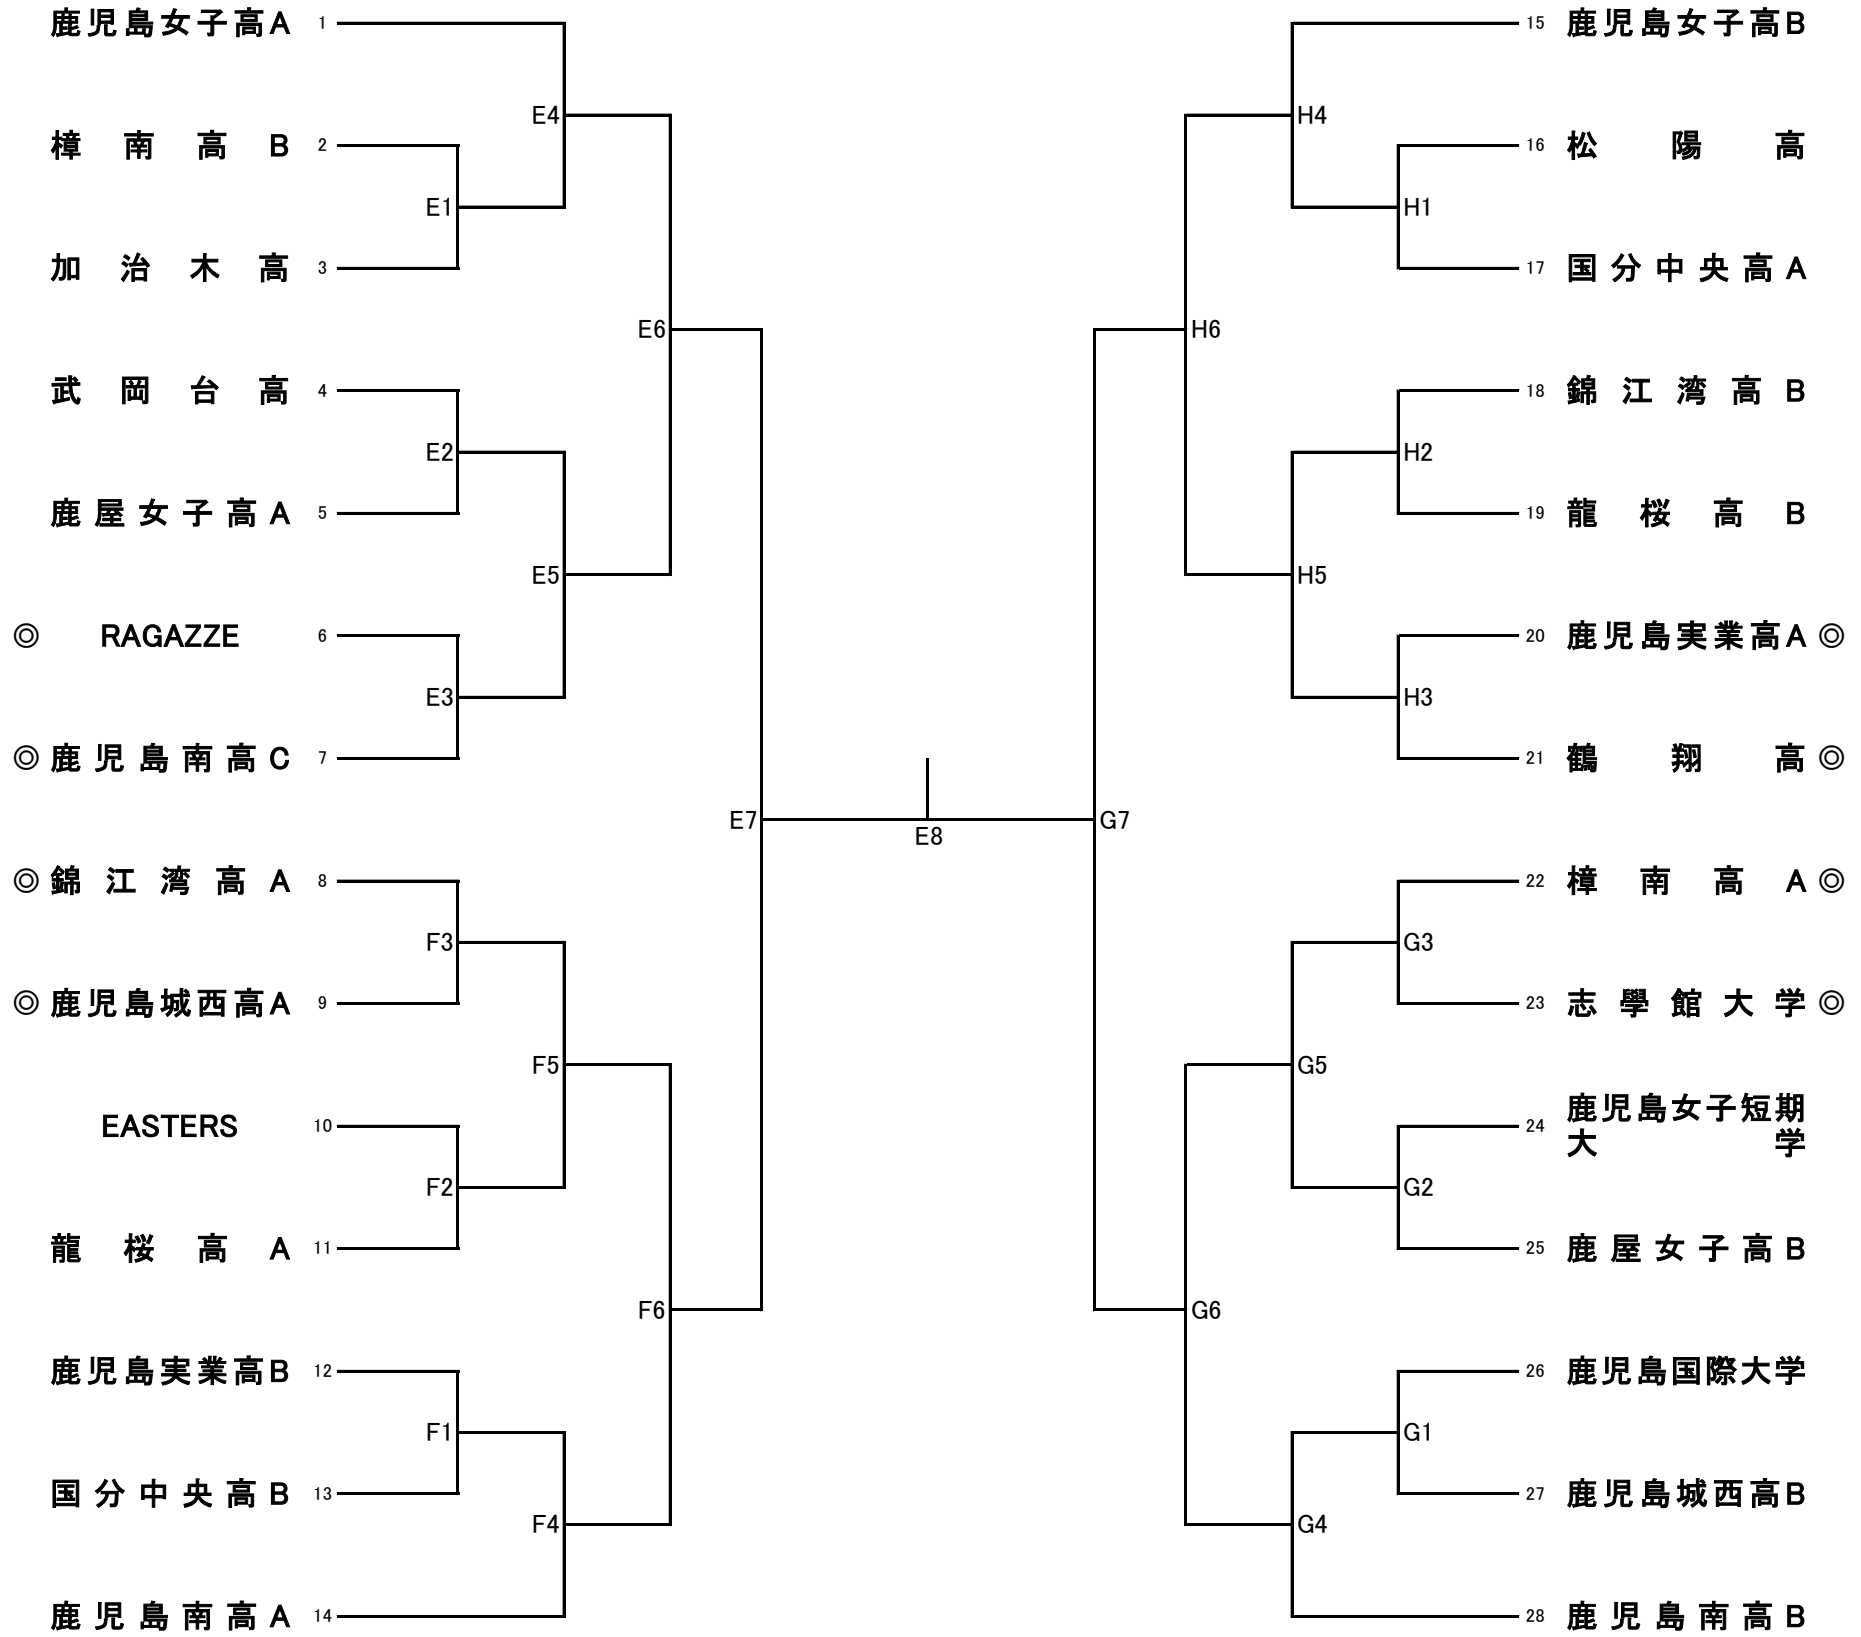 鹿児島女子高A 1
E4
樟南高B 2
E1
加治木高 3
E6
武岡台高 4
E2
鹿屋女子高A 5
E5
◎ RAGAZZE 6
E3
◎ 鹿児島南高C 7
E7
◎ 錦江湾高A 8
F3
◎ 鹿児島城西高A 9
F5
EASTERS 10
F2
龍桜高A 11
F6
鹿児島実業高B 12
F1
国分中央高B 13
F4
鹿児島南高A 14
E8
15 鹿児島女子高B
H4
16 松陽高
H1
17 国分中央高A
H6
18 錦江湾高B
H2
19 龍桜高B
H5
20 鹿児島実業高A ◎
H3
21 鶴翔高 ◎
G7
22 樟南高A ◎
G3
23 志學館大学 ◎
G5
24 鹿児島女子短期
大学
G2
25 鹿屋女子高B
G6
26 鹿児島国際大学
G1
27 鹿児島城西高B
G4
28 鹿児島南高B